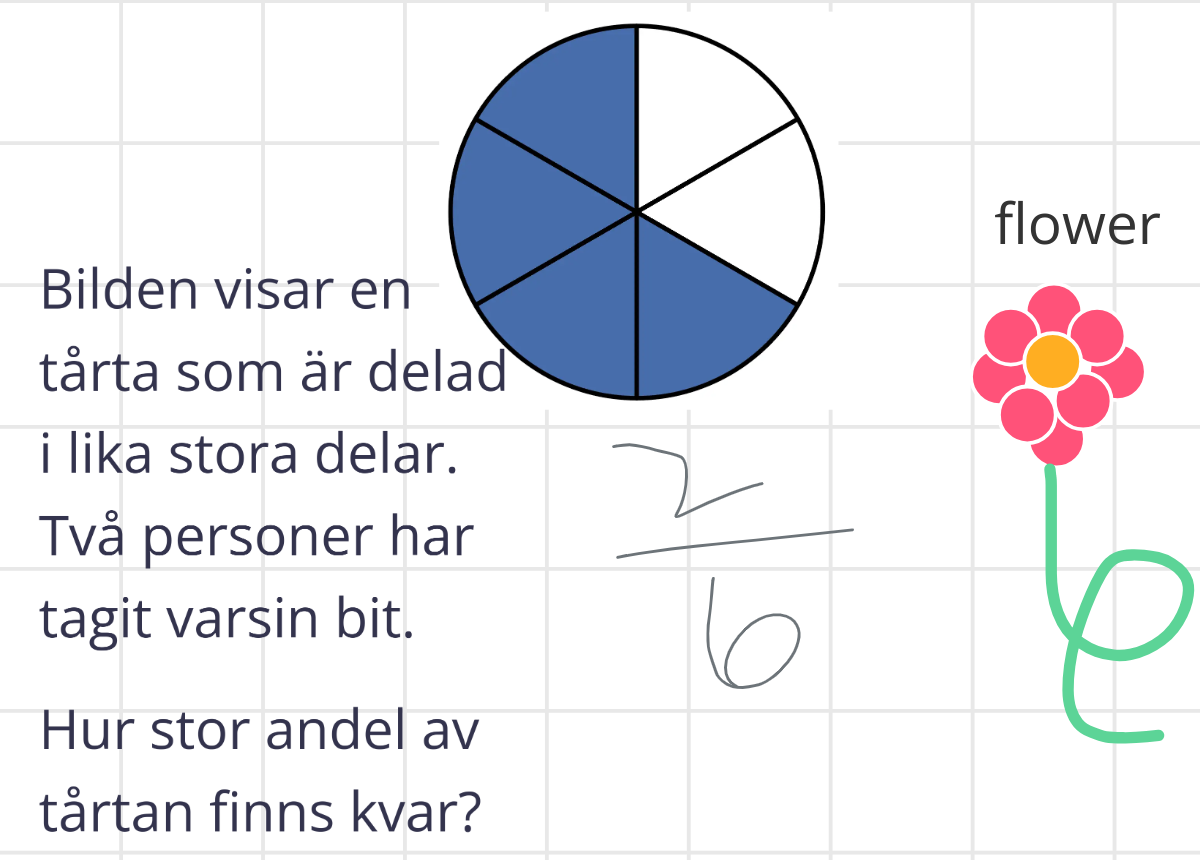 Bilden visar en
tårta som är delad
i lika stora delar.
Två personer har
tagit varsin bit.
Hur stor andel av
tårtan finns kvar?
2
6
flower